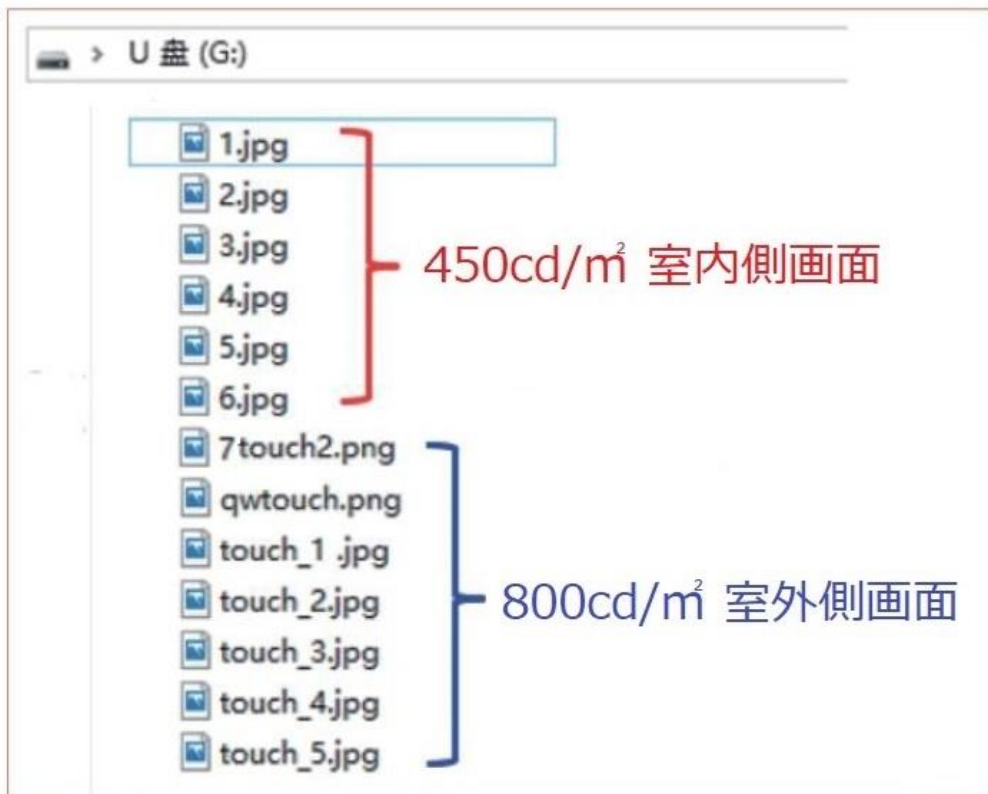 > U 盘 (G:)
1.jpg
2.jpg
3.jpg
4.jpg
5.jpg
6.jpg
450cd/㎡ 室内側画面
7touch2.png
qwtouch.png
touch_1 .jpg
touch_2.jpg
touch_3.jpg
touch_4.jpg
touch_5.jpg
800cd/㎡ 室外側画面